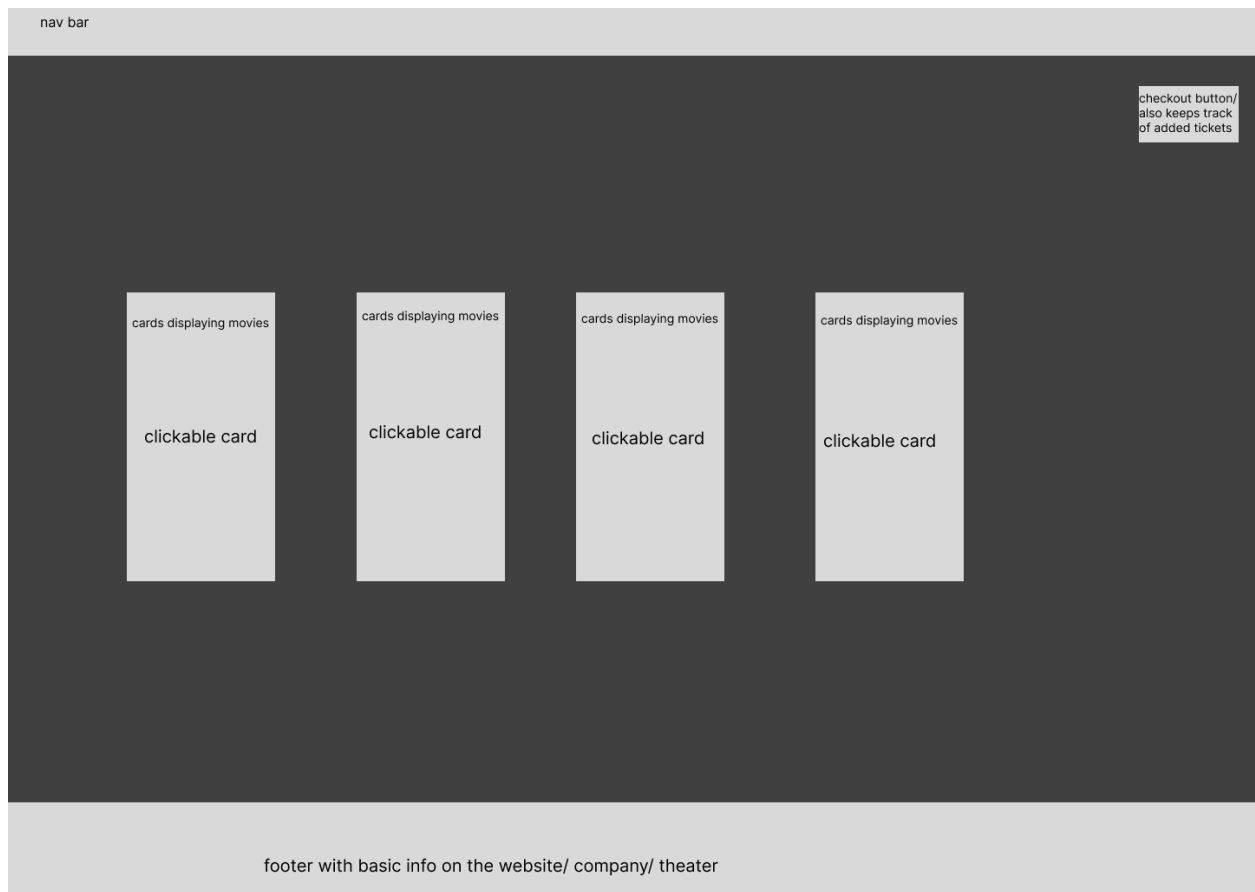 nav bar
checkout button/
also keeps track
of added tickets
cards displaying movies
cards displaying movies
cards displaying movies
cards displaying movies
clickable card
clickable card
clickable card
clickable card
footer with basic info on the website/ company/ theater